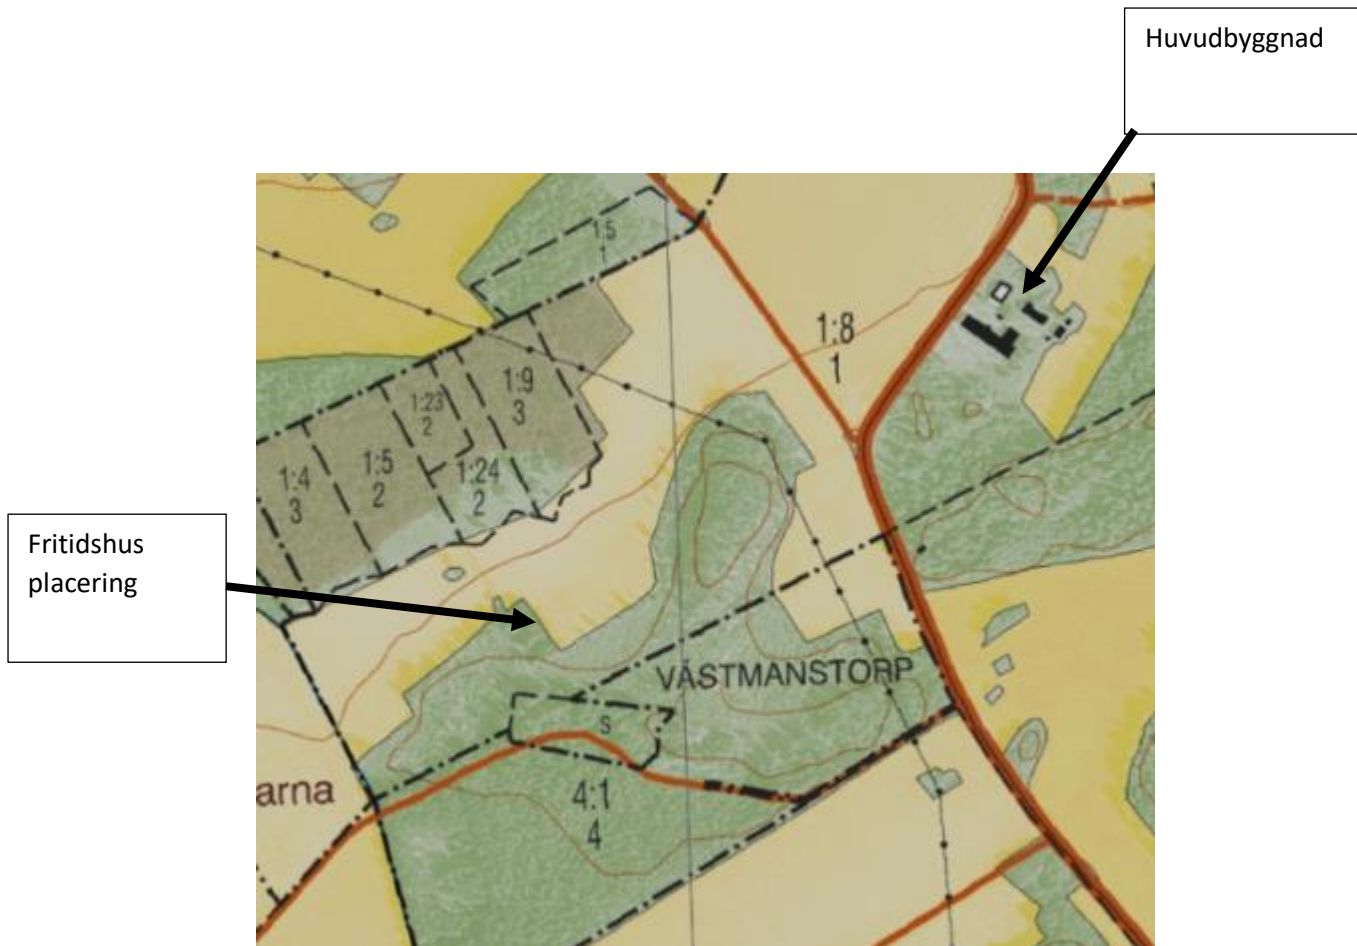 Huvudbyggnad
1:5
1
1:8
1
1:9
3
1:23
2
1:5
2
1:24
2
1:4
3
Fritidshus
placering
VÄSTMANSTORP
S
arna
4:1
4